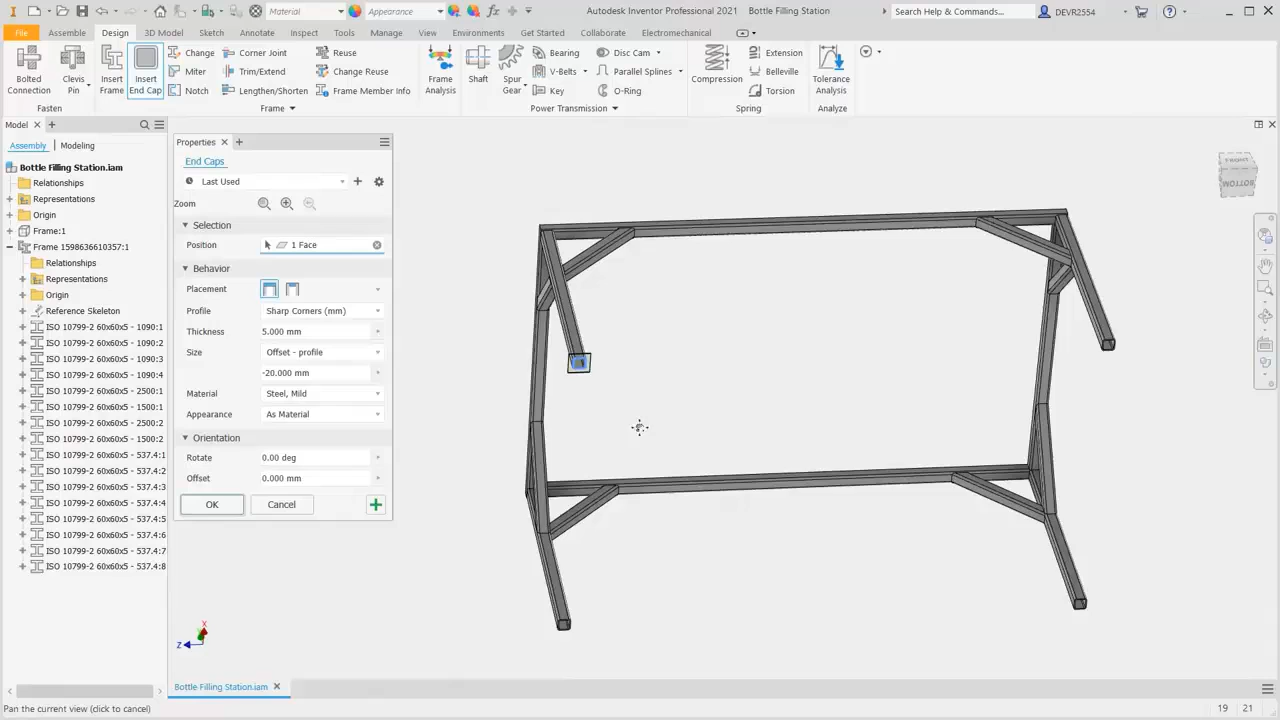 Material
Appearance
Autodesk Inventor Professional 2021 Bottle Filling Station
Search Help & Commands...
DEVR2554
File Assemble Design 3D Model Sketch Annotate Inspect Tools Manage View Environments Get Started Collaborate Electromechanical
Bolted Connection
Clevis Pin
Insert Frame
Insert End Cap
Change
Miter
Notch
Corner Joint
Trim/Extend
Lengthen/Shorten
Reuse
Change Reuse
Frame Member Info
Frame Analysis
Shaft
Spur Gear
Bearing
V-Belts
Key
Disc Cam
Parallel Splines
O-Ring
Compression
Extension
Belleville
Torsion
Tolerance Analysis
Fasten Frame Power Transmission Spring Analyze
Model
Assembly Modeling
Bottle Filling Station.iam
Relationships
Representations
Origin
Frame:1
Frame 1598636610357:1
Relationships
Representations
Origin
Reference Skeleton
ISO 10799-2 60x60x5 - 1090:1
ISO 10799-2 60x60x5 - 1090:2
ISO 10799-2 60x60x5 - 1090:3
ISO 10799-2 60x60x5 - 1090:4
ISO 10799-2 60x60x5 - 2500:1
ISO 10799-2 60x60x5 - 1500:1
ISO 10799-2 60x60x5 - 2500:2
ISO 10799-2 60x60x5 - 1500:2
ISO 10799-2 60x60x5 - 537.4:1
ISO 10799-2 60x60x5 - 537.4:2
ISO 10799-2 60x60x5 - 537.4:3
ISO 10799-2 60x60x5 - 537.4:4
ISO 10799-2 60x60x5 - 537.4:5
ISO 10799-2 60x60x5 - 537.4:6
ISO 10799-2 60x60x5 - 537.4:7
ISO 10799-2 60x60x5 - 537.4:8
Properties
End Caps
Last Used
Zoom
Selection
Position 1 Face
Behavior
Placement
Profile Sharp Corners (mm)
Thickness 5.000 mm
Size Offset - profile
-20.000 mm
Material Steel, Mild
Appearance As Material
Orientation
Rotate 0.00 deg
Offset 0.000 mm
OK Cancel
BOTTOM
X
Z
Bottle Filling Station.iam
Pan the current view (click to cancel)
19 21